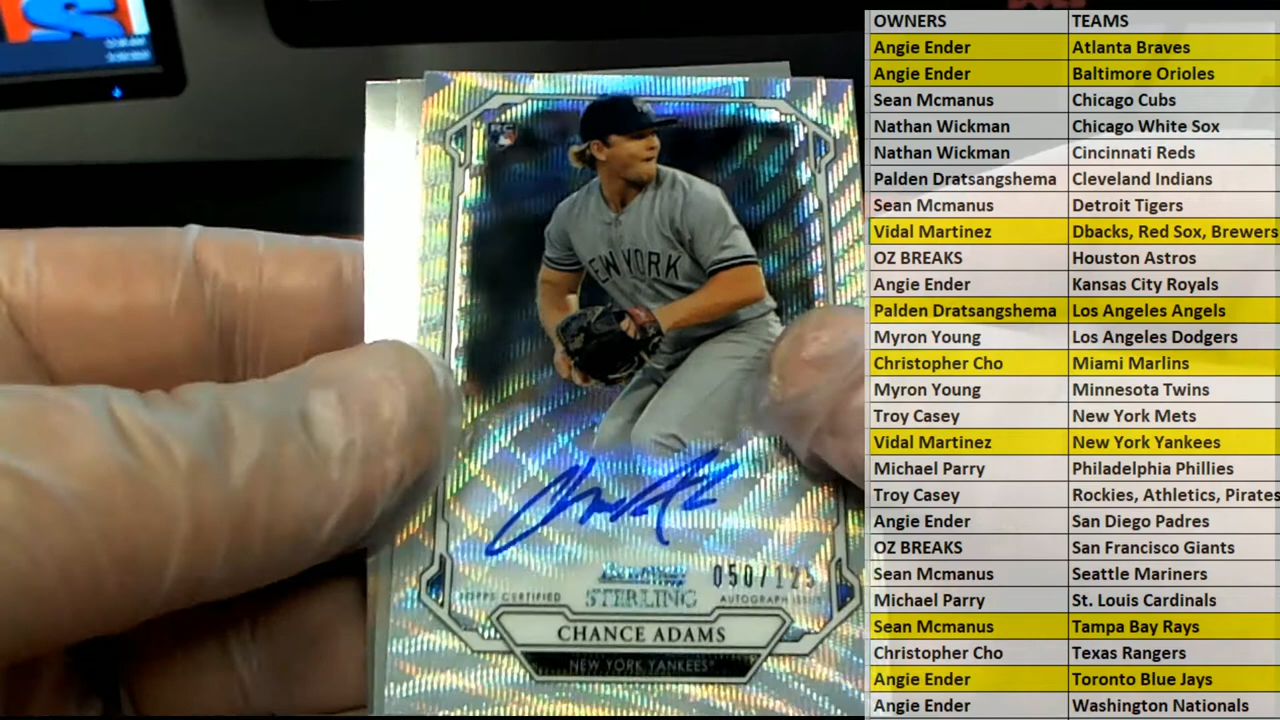 RC
NEW YORK
050/125
BOWMAN
STERLING
TOPPS CERTIFIED
AUTOGRAPH ISSUE
CHANCE ADAMS
NEW YORK YANKEES
OWNERS TEAMS
Angie Ender Atlanta Braves
Angie Ender Baltimore Orioles
Sean Mcmanus Chicago Cubs
Nathan Wickman Chicago White Sox
Nathan Wickman Cincinnati Reds
Palden Dratsangshema Cleveland Indians
Sean Mcmanus Detroit Tigers
Vidal Martinez Dbacks, Red Sox, Brewers
OZ BREAKS Houston Astros
Angie Ender Kansas City Royals
Palden Dratsangshema Los Angeles Angels
Myron Young Los Angeles Dodgers
Christopher Cho Miami Marlins
Myron Young Minnesota Twins
Troy Casey New York Mets
Vidal Martinez New York Yankees
Michael Parry Philadelphia Phillies
Troy Casey Rockies, Athletics, Pirates
Angie Ender San Diego Padres
OZ BREAKS San Francisco Giants
Sean Mcmanus Seattle Mariners
Michael Parry St. Louis Cardinals
Sean Mcmanus Tampa Bay Rays
Christopher Cho Texas Rangers
Angie Ender Toronto Blue Jays
Angie Ender Washington Nationals